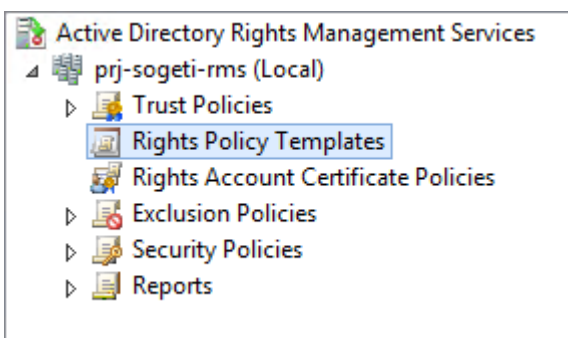 Active Directory Rights Management Services
prj-sogeti-rms (Local)
Trust Policies
Rights Policy Templates
Rights Account Certificate Policies
Exclusion Policies
Security Policies
Reports